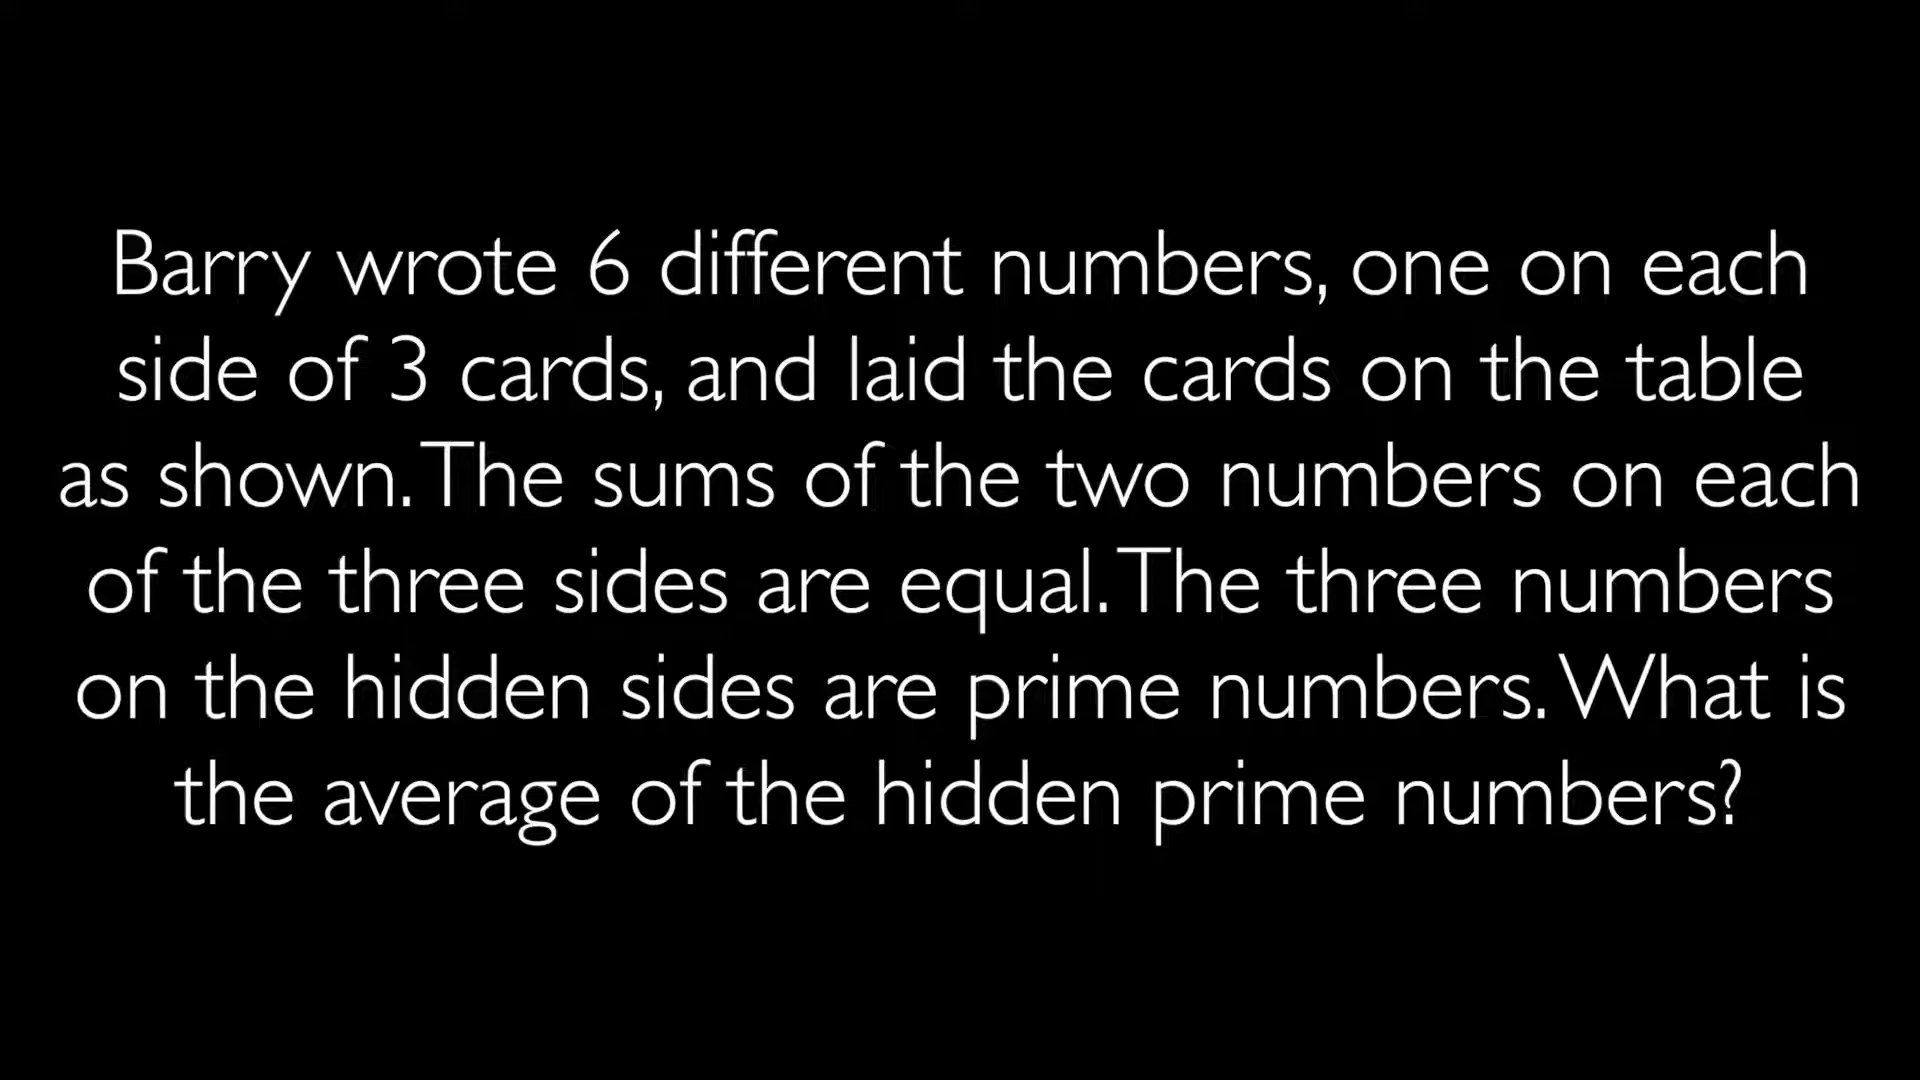 Barry wrote 6 different numbers, one on each
side of 3 cards, and laid the cards on the table
as shown. The sums of the two numbers on each
of the three sides are equal. The three numbers
on the hidden sides are prime numbers. What is
the average of the hidden prime numbers?